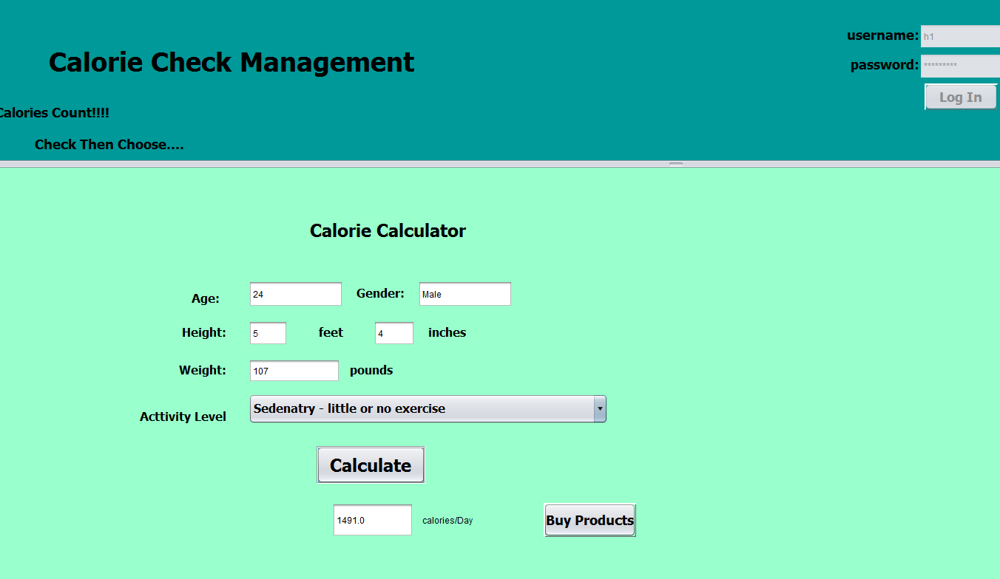 username: h1
Calorie Check Management
password: *********
Log In
Calories Count!!!!
Check Then Choose....
Calorie Calculator
Age: 24 Gender: Male
Height: 5 feet 4 inches
Weight: 107 pounds
Acttivity Level Sedenatry - little or no exercise
Calculate
1491.0 calories/Day Buy Products